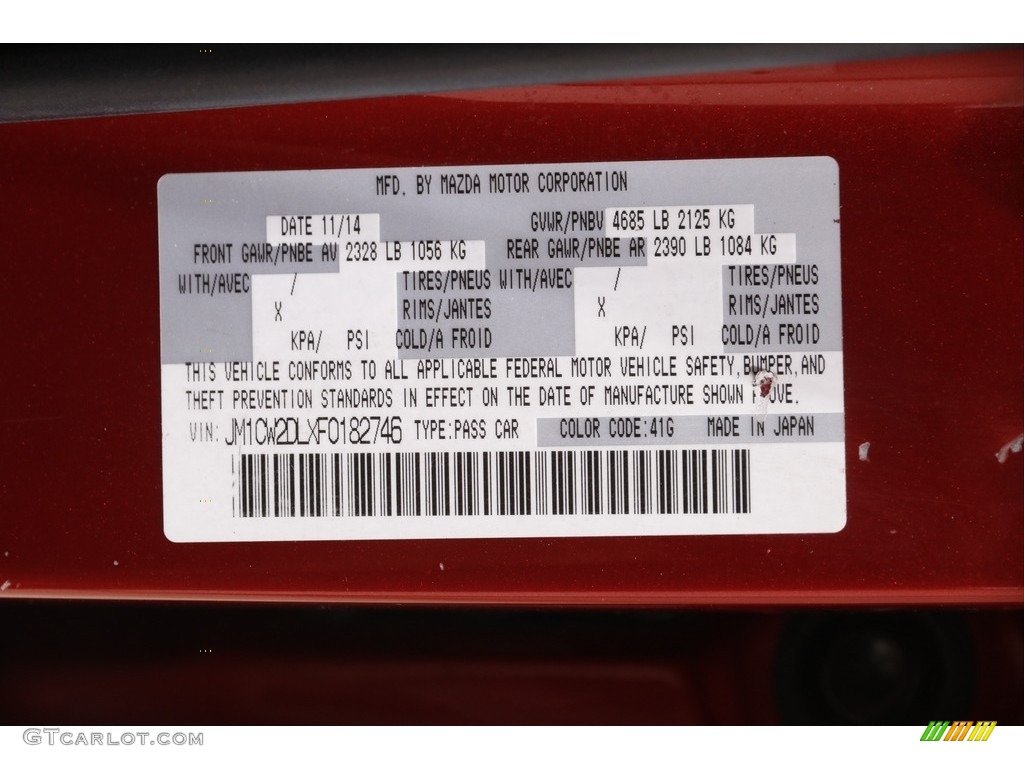 MFD. BY MAZDA MOTOR CORPORATION
DATE 11/14 GVWR/PNBV 4685 LB 2125 KG
FRONT GAWR/PNBE AV 2328 LB 1056 KG REAR GAWR/PNBE AR 2390 LB 1084 KG
WITH/AVEC / TIRES/PNEUS WITH/AVEC / TIRES/PNEUS
X RIMS/JANTES X RIMS/JANTES
KPA/ PSI COLD/A FROID KPA/ PSI COLD/A FROID
THIS VEHICLE CONFORMS TO ALL APPLICABLE FEDERAL MOTOR VEHICLE SAFETY, BUMPER, AND
THEFT PREVENTION STANDARDS IN EFFECT ON THE DATE OF MANUFACTURE SHOWN
VIN: JM1CW2DLXF0182746 TYPE:PASS CAR COLOR CODE:41G MADE IN JAPAN
GTCARLOT.COM